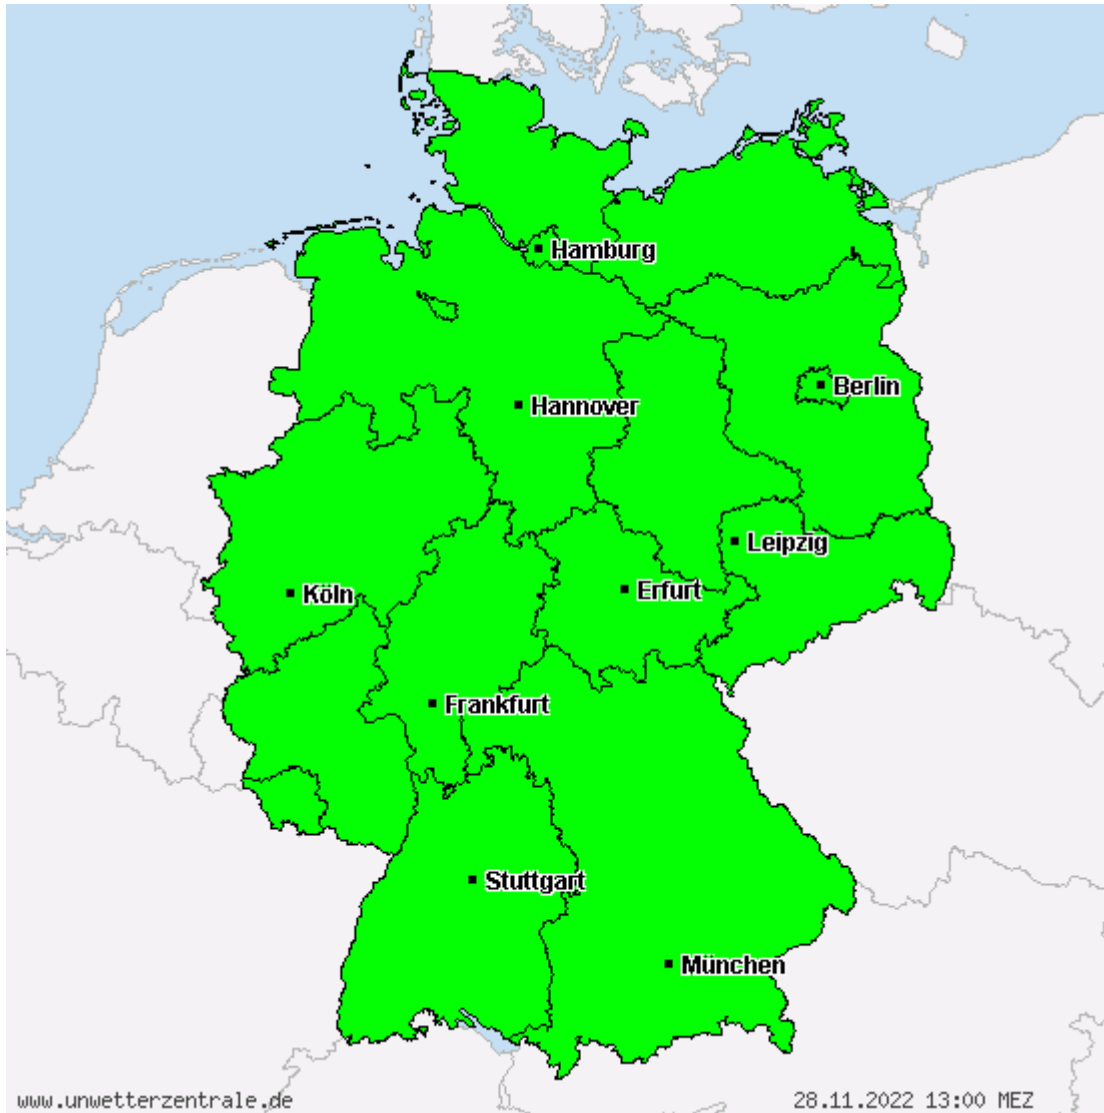 Hamburg
Berlin
Hannover
Leipzig
Köln
Erfurt
Frankfurt
Stuttgart
München
www.unwetterzentrale.de
28.11.2022 13:00 MEZ